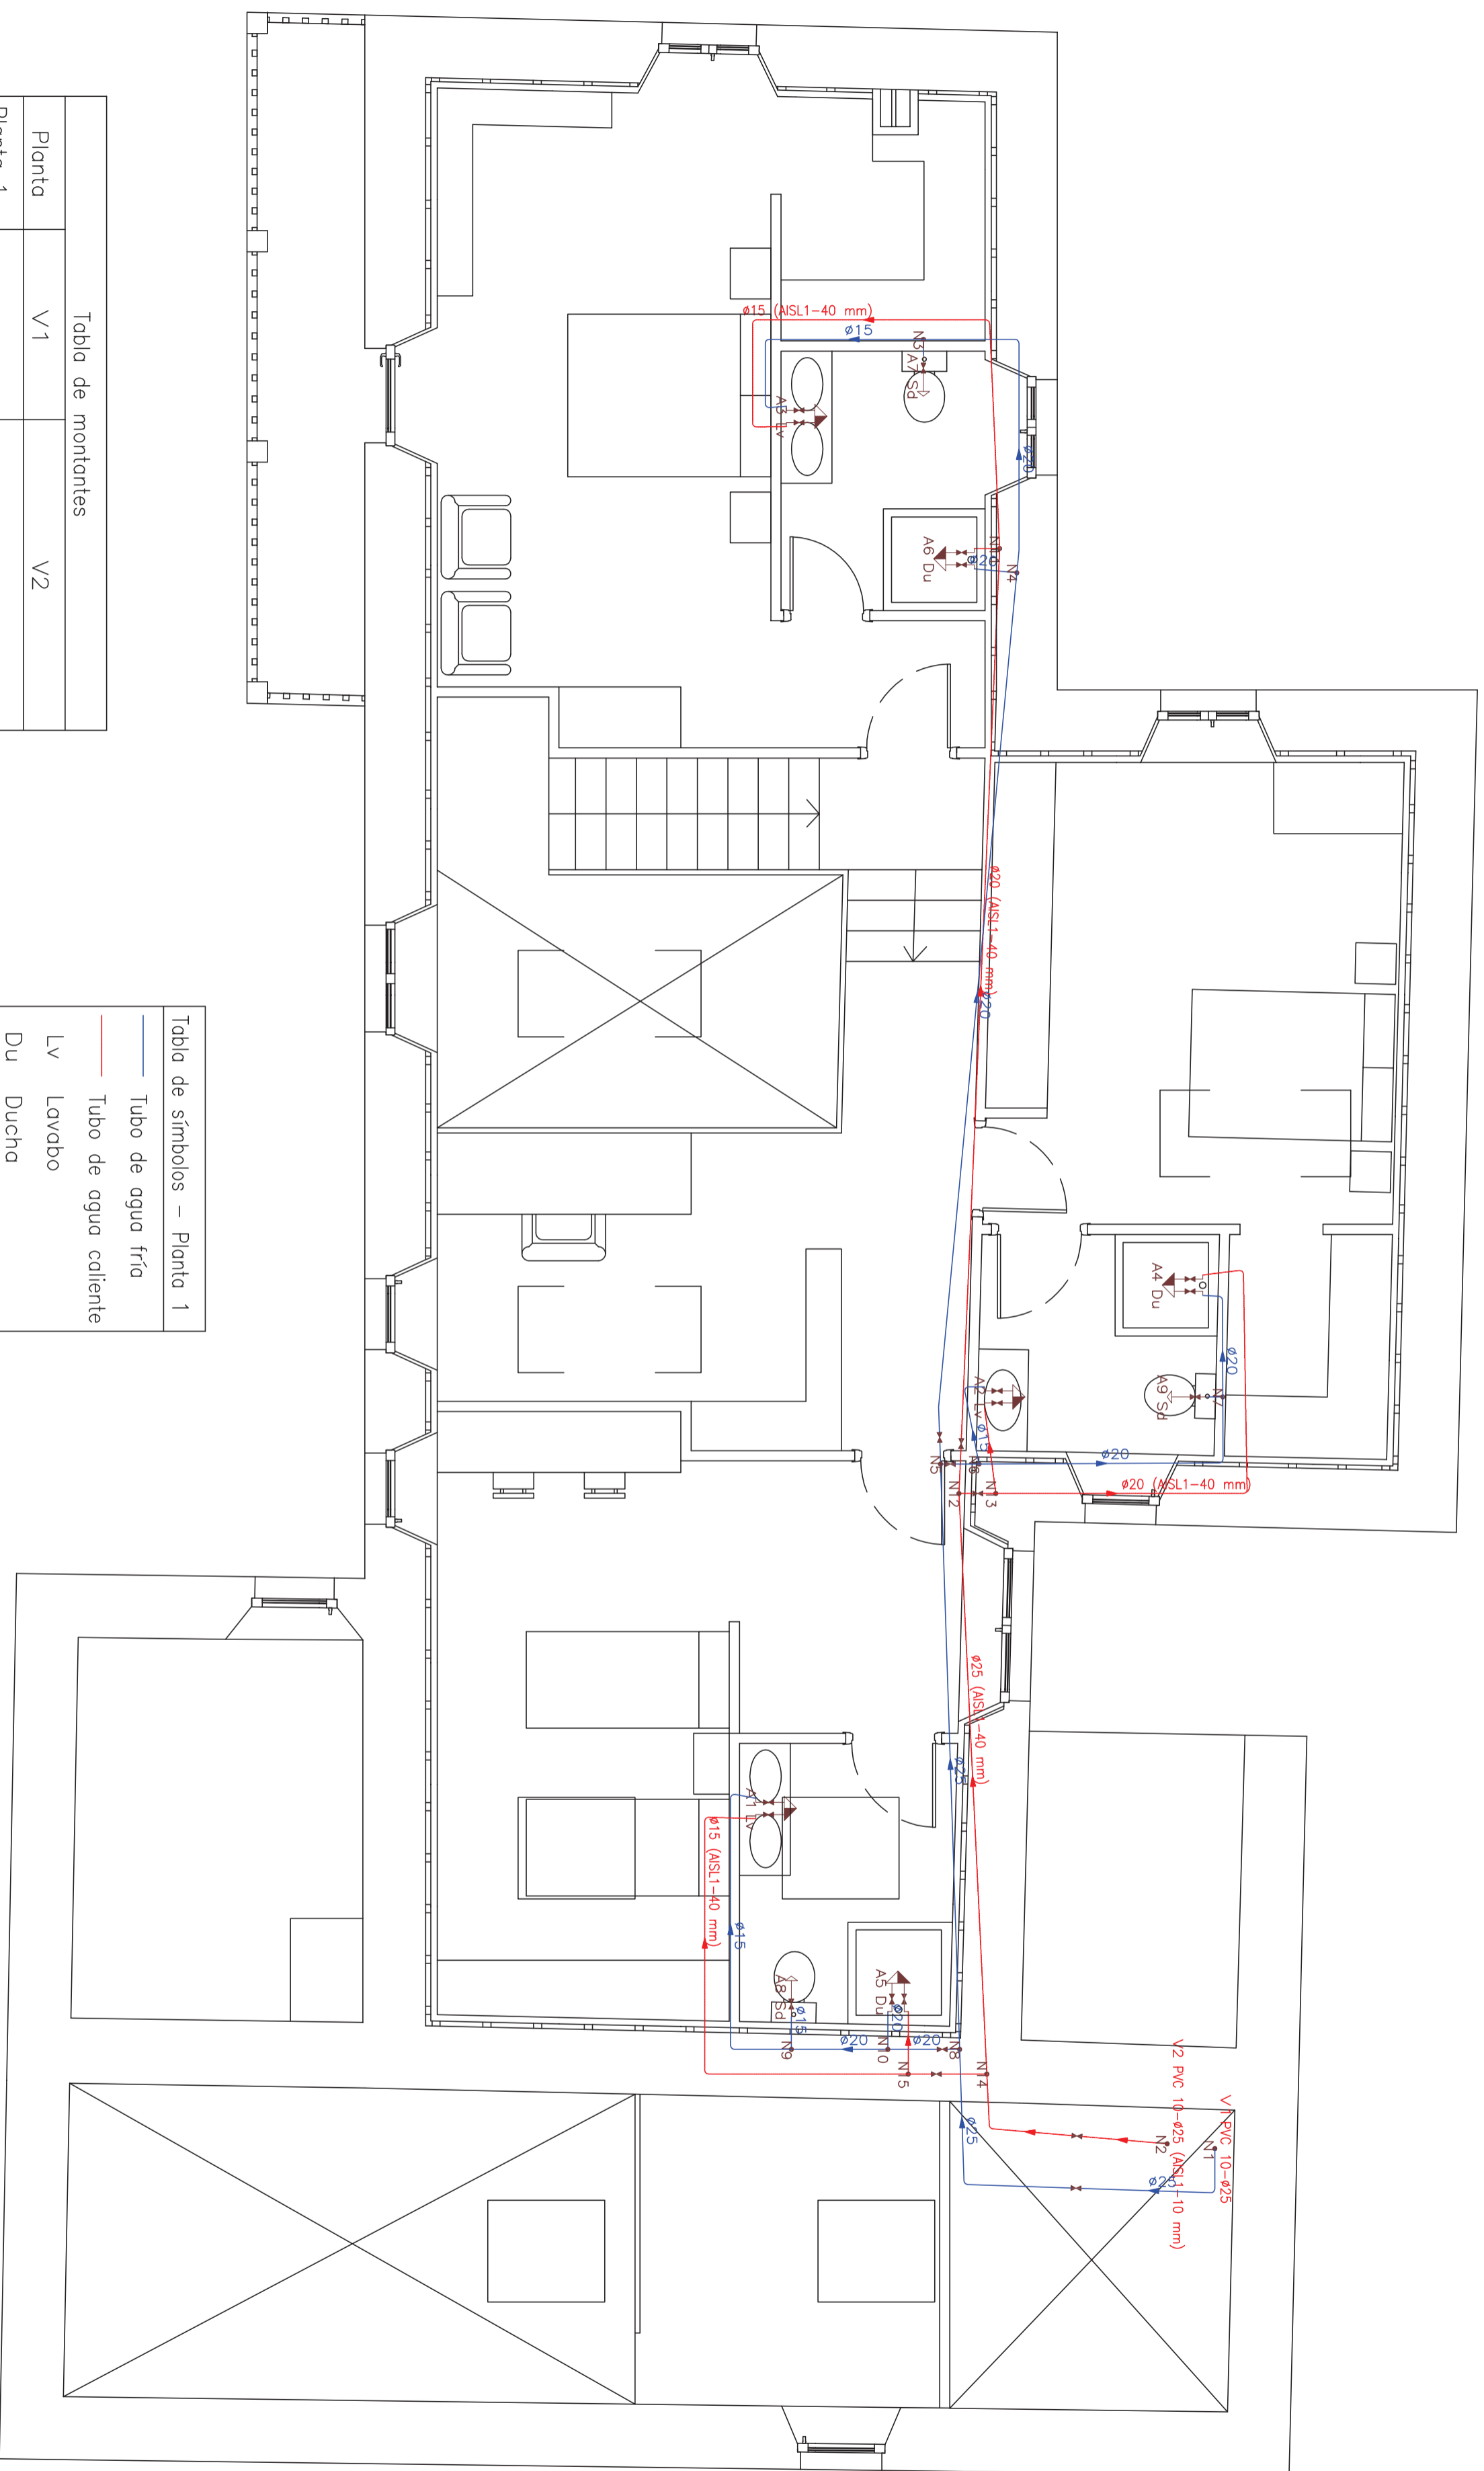 Tabla de montantes
Planta
V1
V2
Planta 1
Tabla de símbolos – Planta 1
Tubo de agua fría
Tubo de agua caliente
Lv Lavabo
Du Ducha
ø15 (AISL1-40 mm)
ø15
N3
A7 Sd
A3 Lv
ø20
A6 Du
ø20
N4
ø20 (AISL1-40 mm)
ø20
A4 Du
ø20
A9 Sd
N7
A2 Lv
ø15
ø20
N5
N6
N12
N13
ø20 (AISL1-40 mm)
ø25 (AISL1-40 mm)
ø25
A1 Lv
ø15 (AISL1-40 mm)
ø15
A8 Sd
ø15
A5 Du
ø20
N9
ø20
N10
ø20
N8
N15
N14
ø25
V2 PVC 10-ø25 (AISL1-10 mm)
V1 PVC 10-ø25
N2
N1
ø25